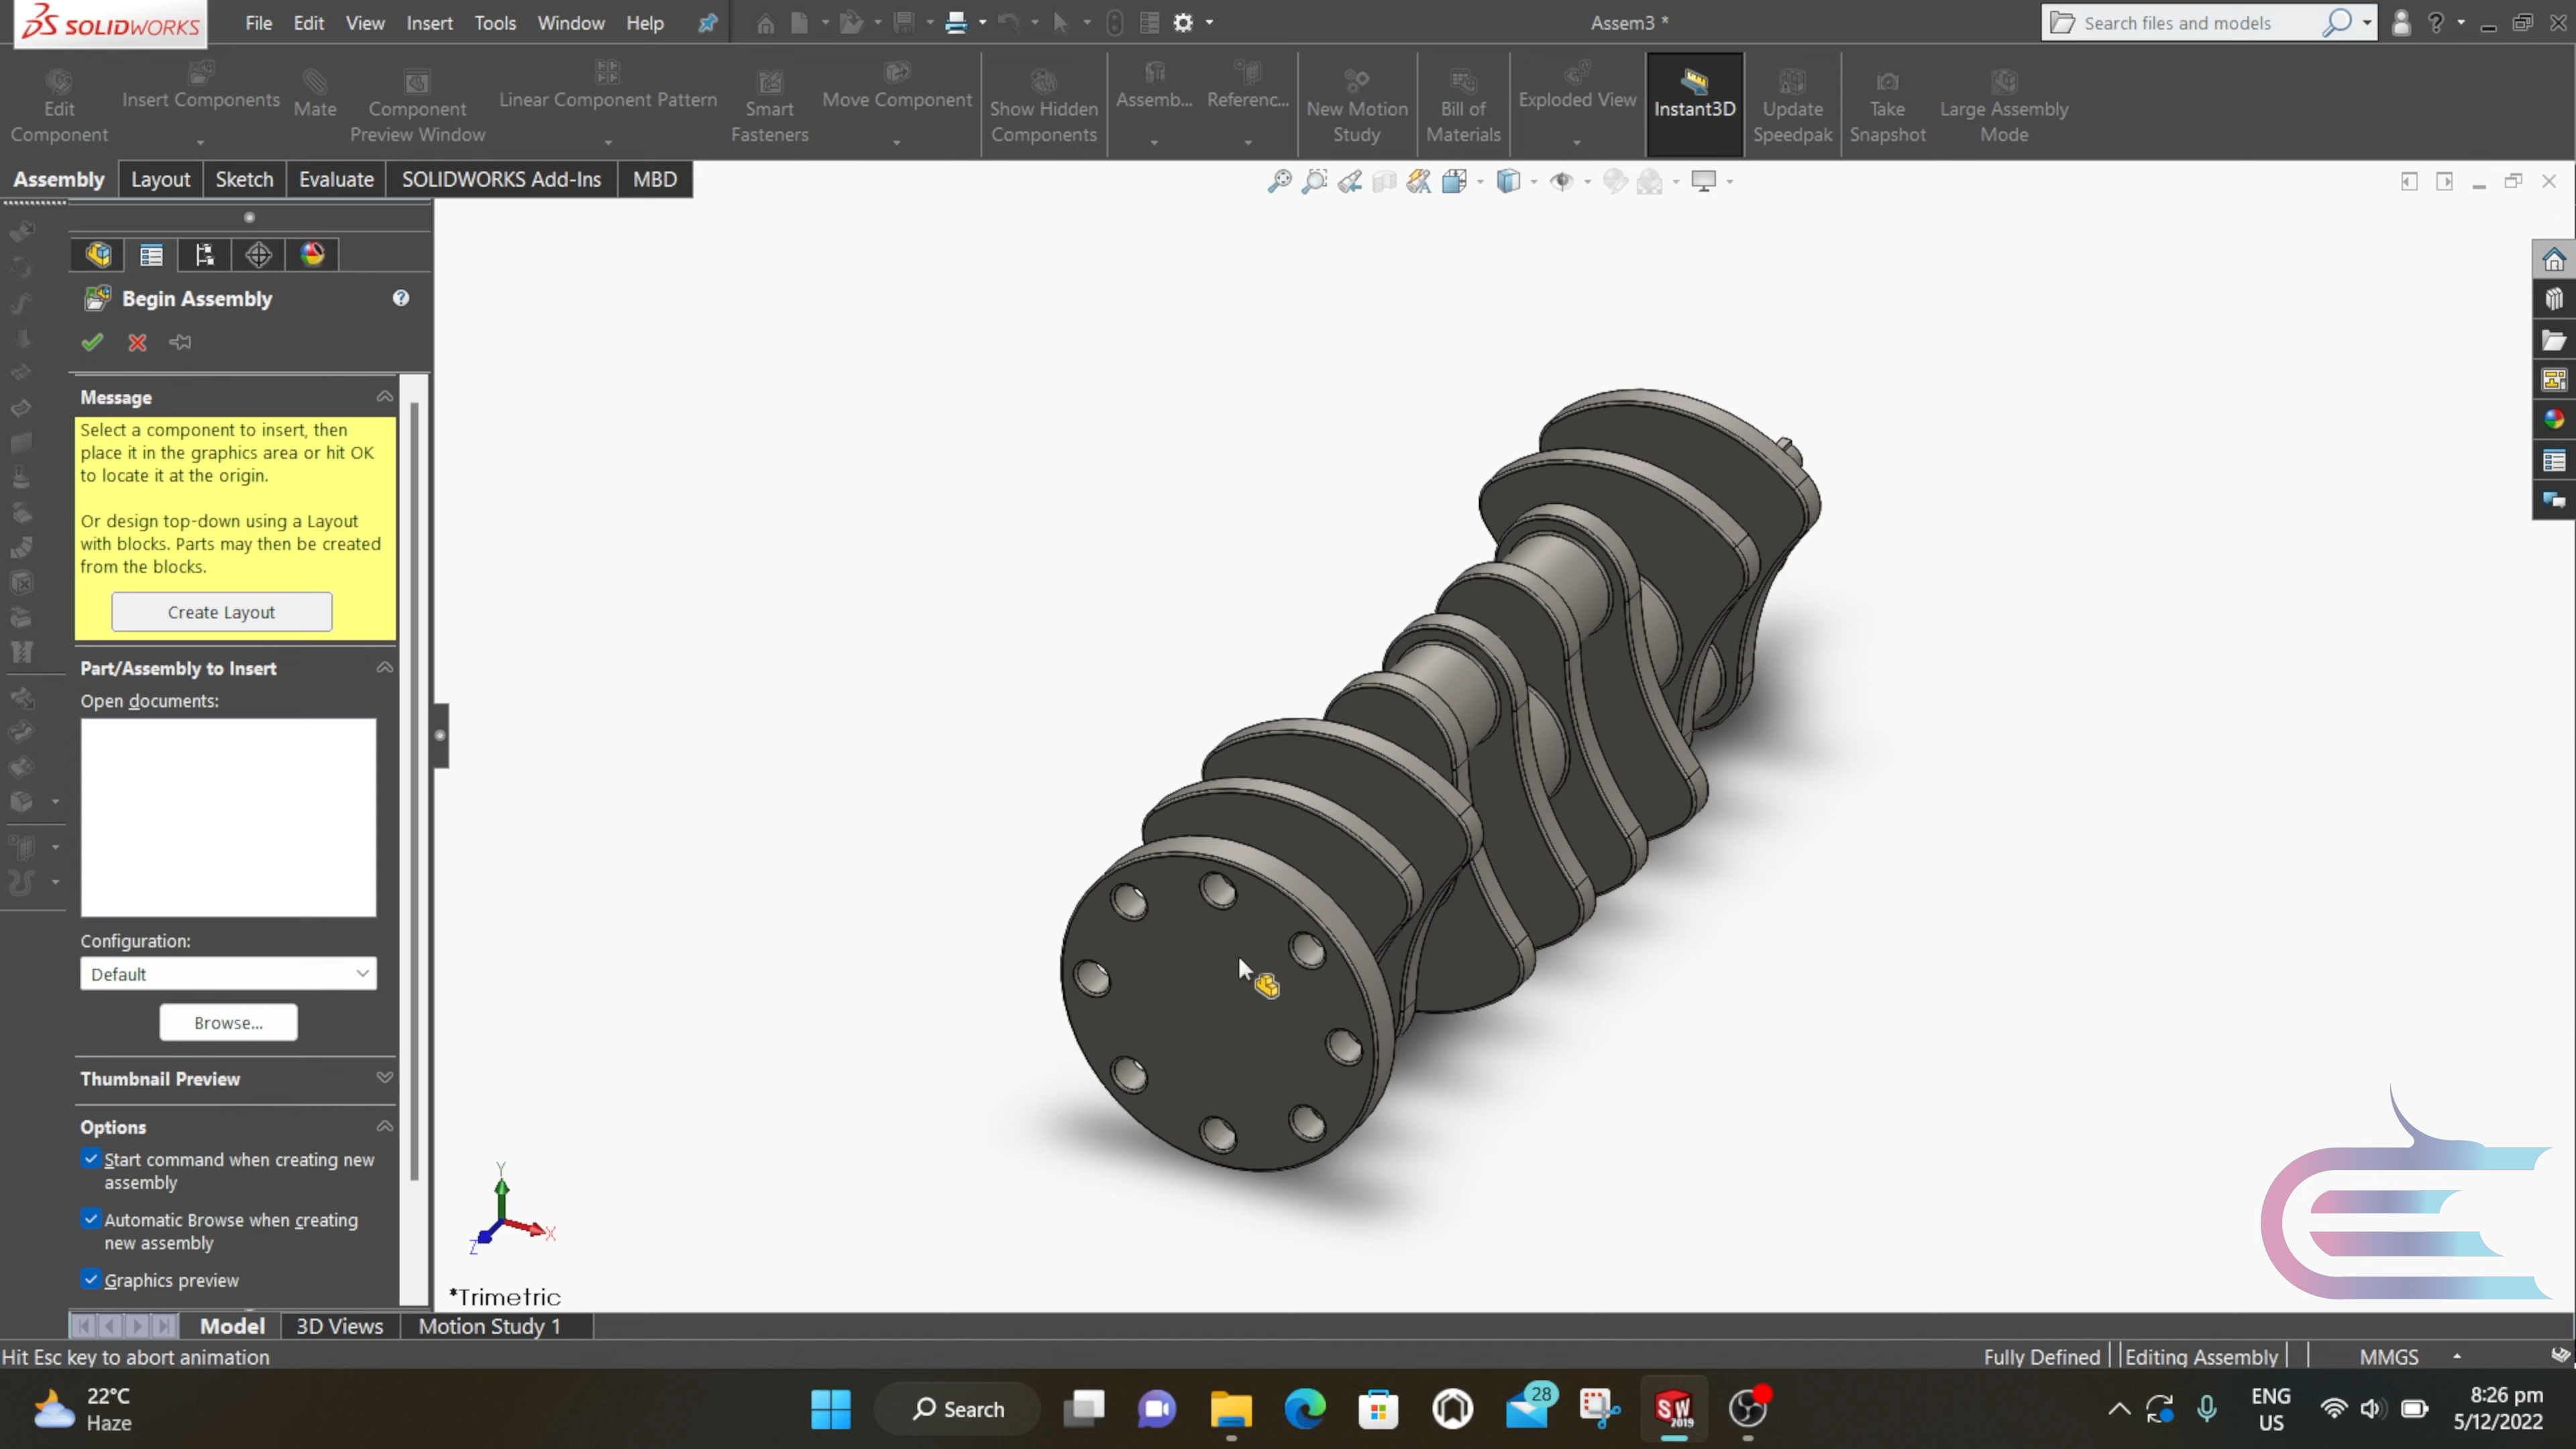 SOLIDWORKS File Edit View Insert Tools Window Help Assem3 * Search files and models ?
Edit Component
Insert Components
Mate
Component Preview Window
Linear Component Pattern
Smart Fasteners
Move Component
Show Hidden Components
Assemb...
Referenc...
New Motion Study
Bill of Materials
Exploded View
Instant3D
Update Speedpak
Take Snapshot
Large Assembly Mode
Assembly Layout Sketch Evaluate SOLIDWORKS Add-Ins MBD
Begin Assembly ?
Message
Select a component to insert, then
place it in the graphics area or hit OK
to locate it at the origin.
Or design top-down using a Layout
with blocks. Parts may then be created
from the blocks.
Create Layout
Part/Assembly to Insert
Open documents:
Configuration:
Default
Browse...
Thumbnail Preview
Options
Start command when creating new
assembly
Automatic Browse when creating
new assembly
Graphics preview
Y
X
Z
*Trimetric
Model 3D Views Motion Study 1
Hit Esc key to abort animation Fully Defined Editing Assembly MMGS
22°C
Haze
Search
28
SW
2019
ENG
US
8:26 pm
5/12/2022